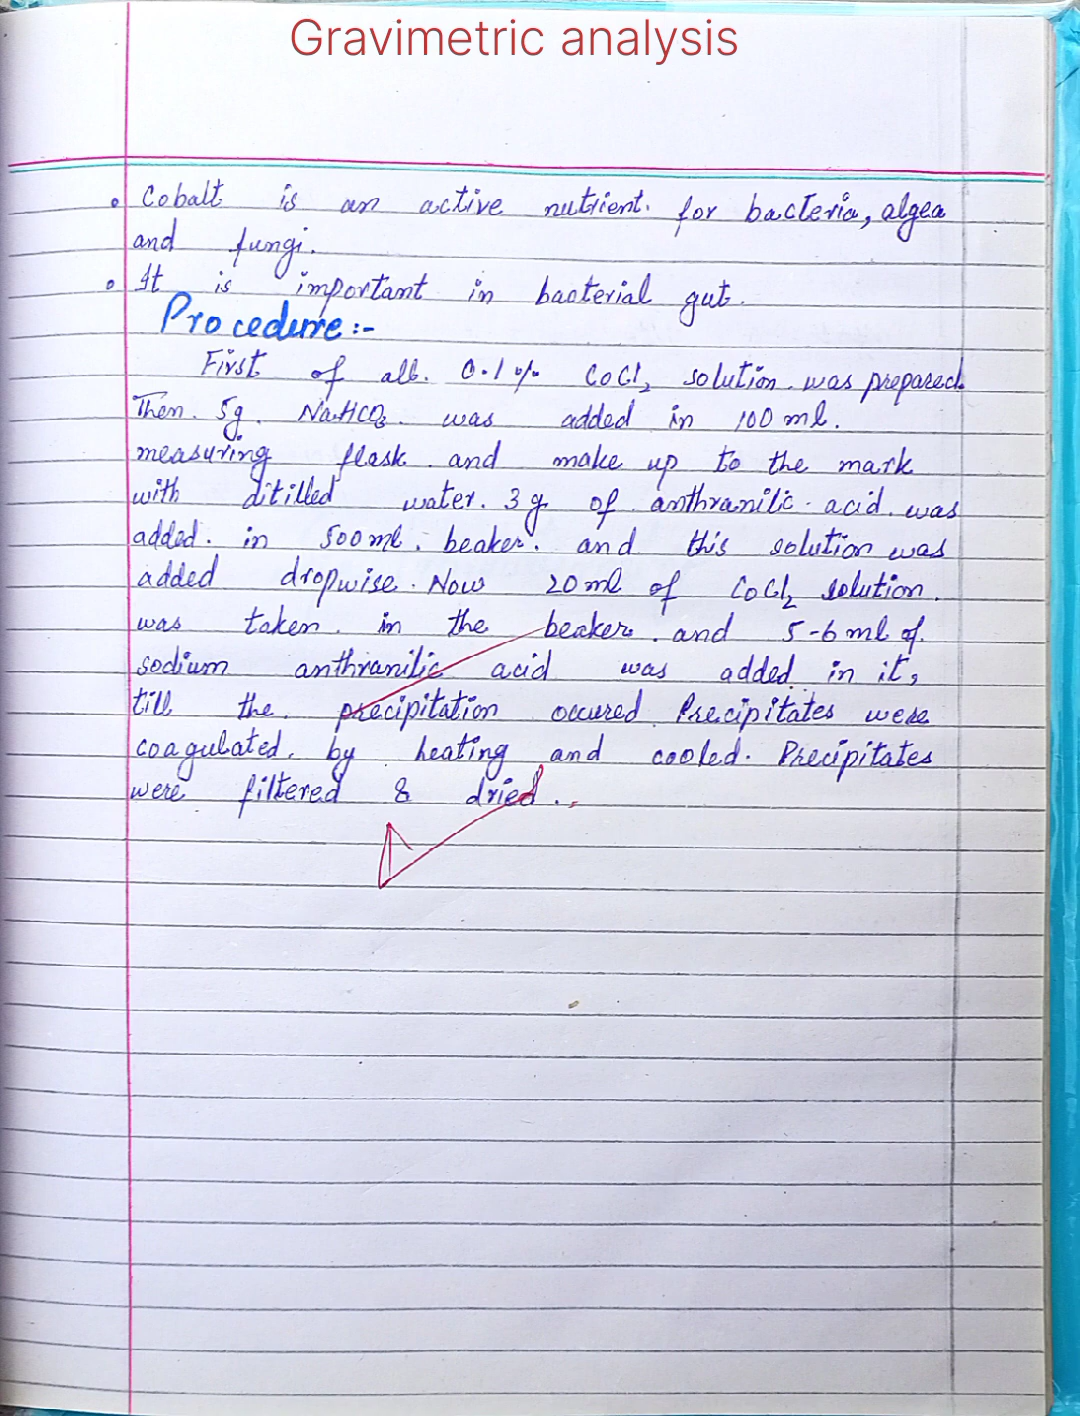 Gravimetric analysis
• Cobalt is an active nutrient. for bacteria, algea
and fungi.
• It is important in bacterial gut.
Procedure:-
First of all. 0.1% CoCl₂ solution was prepared.
Then. 5g. NaHCO₃. was added in 100 ml.
measuring flask and make up to the mark
with ditilled water. 3 g of anthranilic acid. was
added. in 500 ml. beaker. and this solution was
added dropwise. Now 20 ml of CoCl₂ solution.
was taken. in the beaker. and 5-6 ml of.
sodium anthranilic acid was added in it,
till the. precipitation occured. Precipitates were
coagulated. by heating and cooled. Precipitates
were filtered & dried..